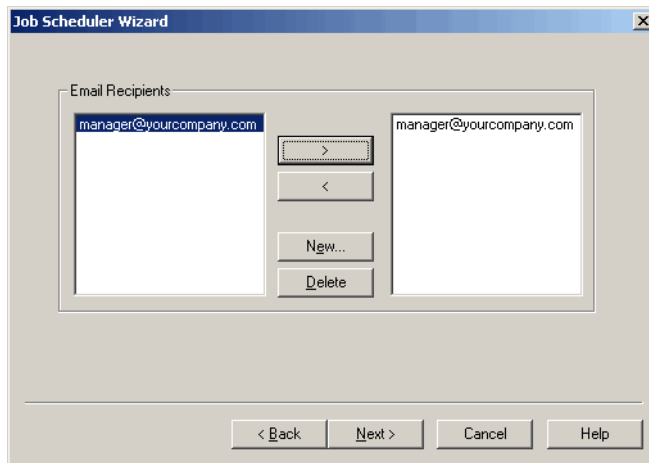 Job Scheduler Wizard
Email Recipients
manager@yourcompany.com
manager@yourcompany.com
>
<
New...
Delete
< Back
Next >
Cancel
Help